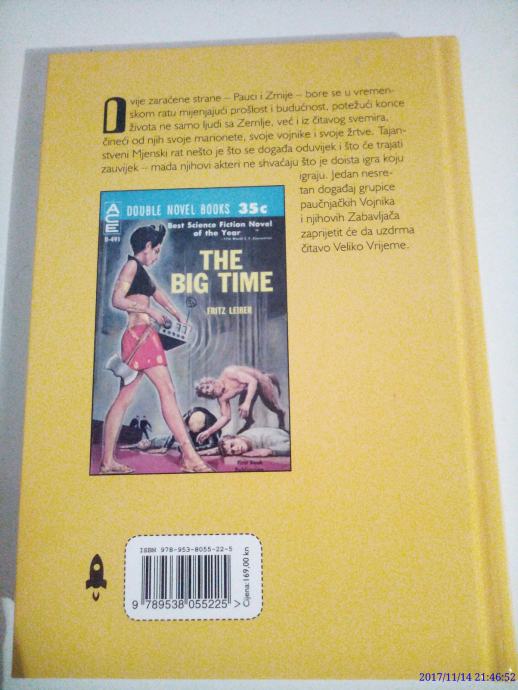 Dvije zaraćene strane – Pauci i Zmije – bore se u vremen-
skom ratu mijenjajući prošlost i budućnost, potežući konce
života ne samo ljudi sa Zemlje, već i iz čitavog svemira,
čineći od njih svoje marionete, svoje vojnike i svoje žrtve. Tajan-
stveni Mjenski rat nešto je što se događa oduvijek i što će trajati
zauvijek – mada njihovi akteri ne shvaćaju što je doista igra koju
igraju. Jedan nesre-
tan događaj grupice
paučnjačkih Vojnika
i njihovih Zabavljača
zaprijetit će da uzdrma
čitavo Veliko Vrijeme.
ACE
D-491
DOUBLE NOVEL BOOKS 35c
Best Science Fiction Novel
of the Year
THE
BIG TIME
FRITZ LEIBER
First Book
ISBN 978-953-8055-22-5
9 789538 055225 >
Cijena: 169,00 kn
2017/11/14 21:46:52